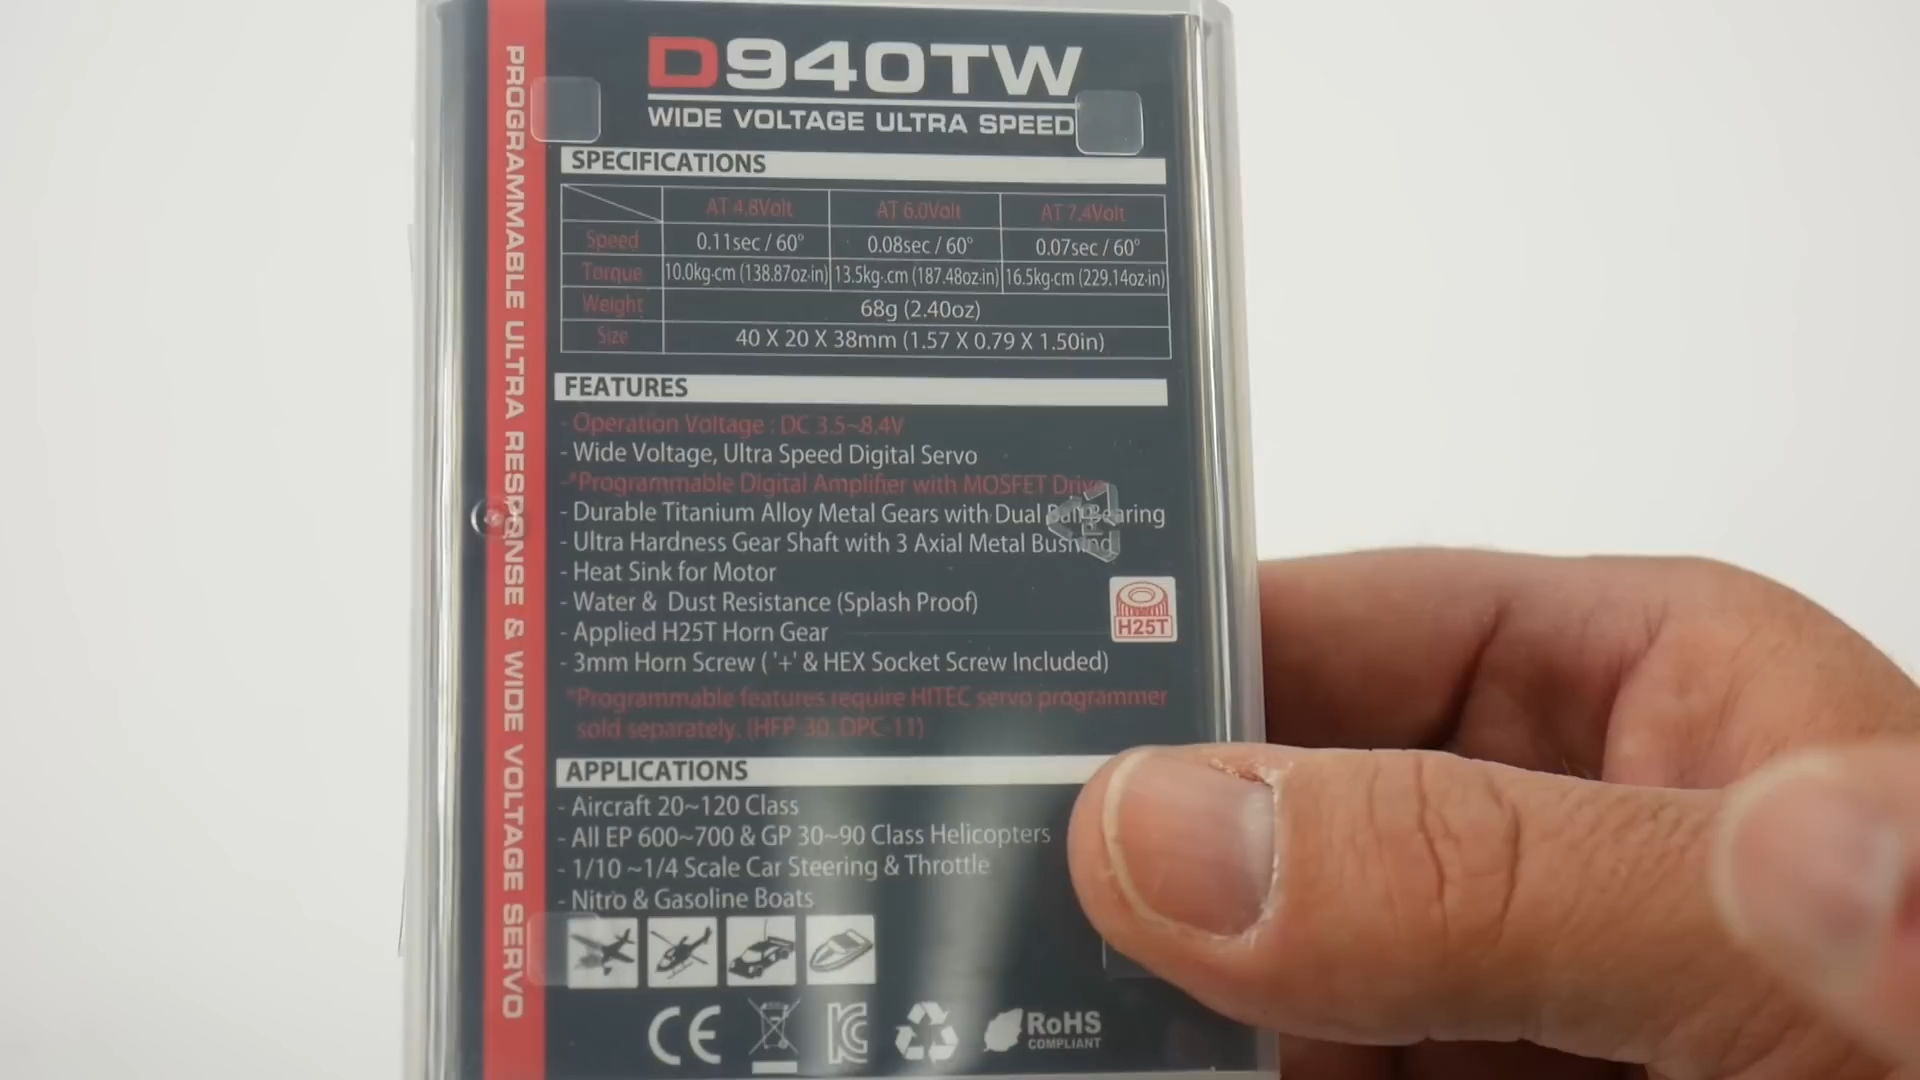 D940TW
WIDE VOLTAGE ULTRA SPEED
PROGRAMMABLE ULTRA RESPONSE & WIDE VOLTAGE SERVO
SPECIFICATIONS
AT 4.8Volt AT 6.0Volt AT 7.4Volt
Speed 0.11sec / 60° 0.08sec / 60° 0.07sec / 60°
Torque 10.0kg·cm (138.87oz·in) 13.5kg·.cm (187.48oz·in) 16.5kg·cm (229.14oz·in)
Weight 68g (2.40oz)
Size 40 X 20 X 38mm (1.57 X 0.79 X 1.50in)
FEATURES
- Operation Voltage : DC 3.5~8.4V
- Wide Voltage, Ultra Speed Digital Servo
-*Programmable Digital Amplifier with MOSFET Drive
- Durable Titanium Alloy Metal Gears with Dual Ball Bearing
- Ultra Hardness Gear Shaft with 3 Axial Metal Bushing
- Heat Sink for Motor
- Water & Dust Resistance (Splash Proof)
- Applied H25T Horn Gear
- 3mm Horn Screw ( '+' & HEX Socket Screw Included)
H25T
*Programmable features require HITEC servo programmer
sold separately. (HFP-30, DPC-11)
APPLICATIONS
- Aircraft 20~120 Class
- All EP 600~700 & GP 30~90 Class Helicopters
- 1/10 ~1/4 Scale Car Steering & Throttle
- Nitro & Gasoline Boats
CE
RoHS
COMPLIANT